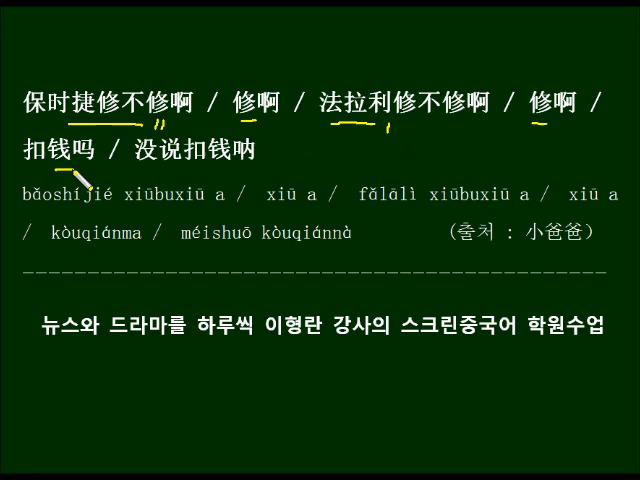 保时捷修不修啊 / 修啊 / 法拉利修不修啊 / 修啊 /
扣钱吗 / 没说扣钱呐
bǎoshíjié xiūbuxiū a / xiū a / fǎlālì xiūbuxiū a / xiū a
/ kòuqiánma / méishuō kòuqiánnà (출처 : 小爸爸)
뉴스와 드라마를 하루씩 이형란 강사의 스크린중국어 학원수업